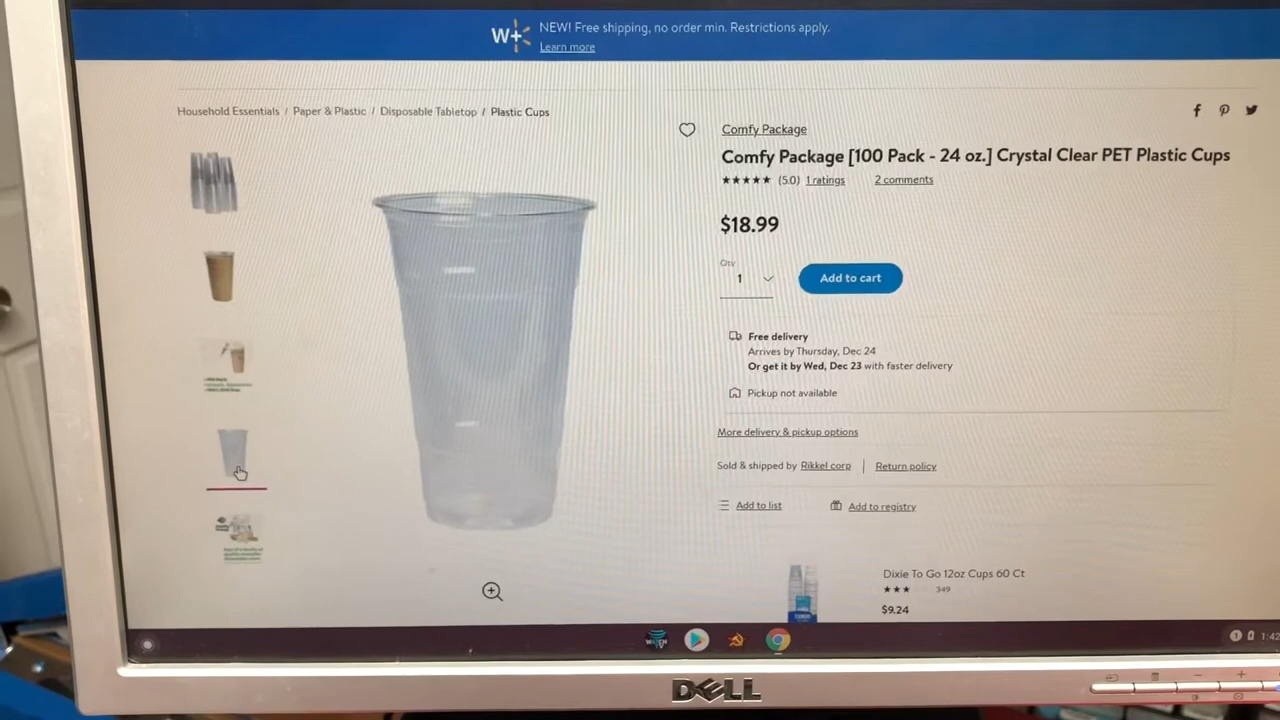 W+
NEW! Free shipping, no order min. Restrictions apply.
Learn more
Household Essentials / Paper & Plastic / Disposable Tabletop / Plastic Cups
Comfy Package
Comfy Package [100 Pack - 24 oz.] Crystal Clear PET Plastic Cups
★★★★★ (5.0) 1 ratings 2 comments
$18.99
Qty
1
Add to cart
Free delivery
Arrives by Thursday, Dec 24
Or get it by Wed, Dec 23 with faster delivery
Pickup not available
More delivery & pickup options
Sold & shipped by Rikkel corp | Return policy
Add to list
Add to registry
Dixie To Go 12oz Cups 60 Ct
★★★ 349
$9.24
1:42
DELL